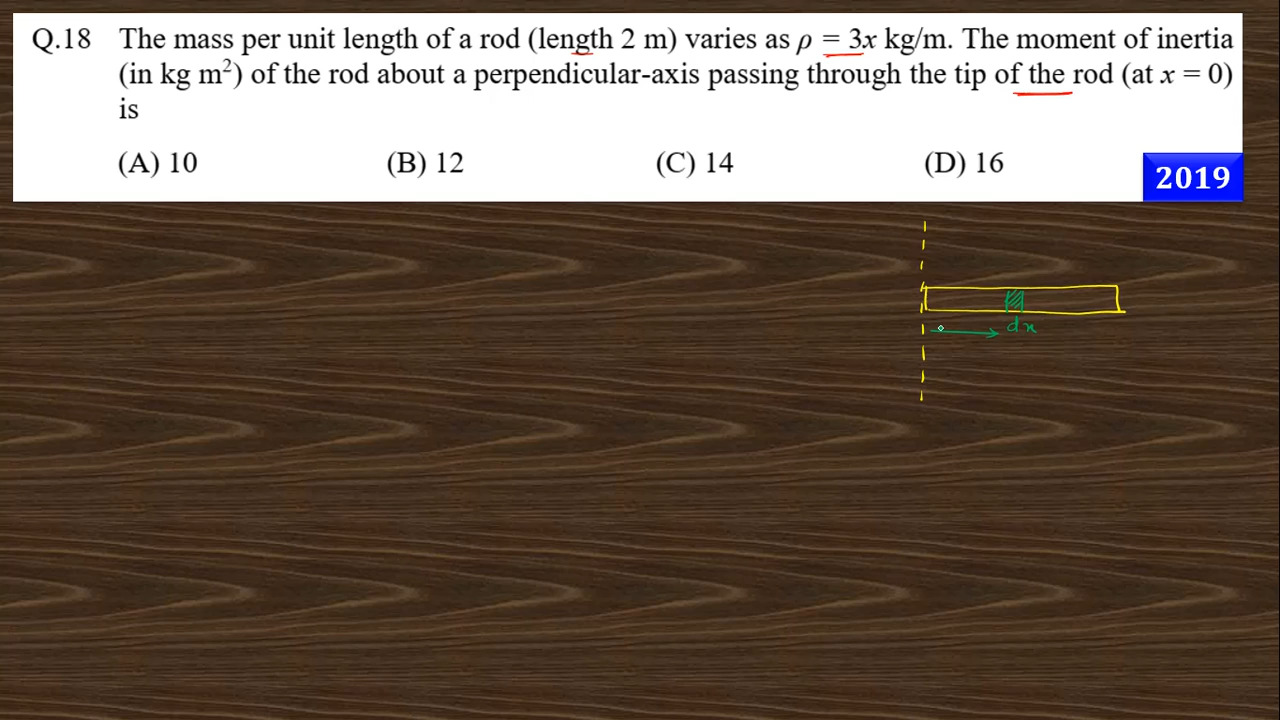 Q.18 The mass per unit length of a rod (length 2 m) varies as ρ = 3x kg/m. The moment of inertia
(in kg m²) of the rod about a perpendicular-axis passing through the tip of the rod (at x = 0)
is
(A) 10 (B) 12 (C) 14 (D) 16
2019
dx